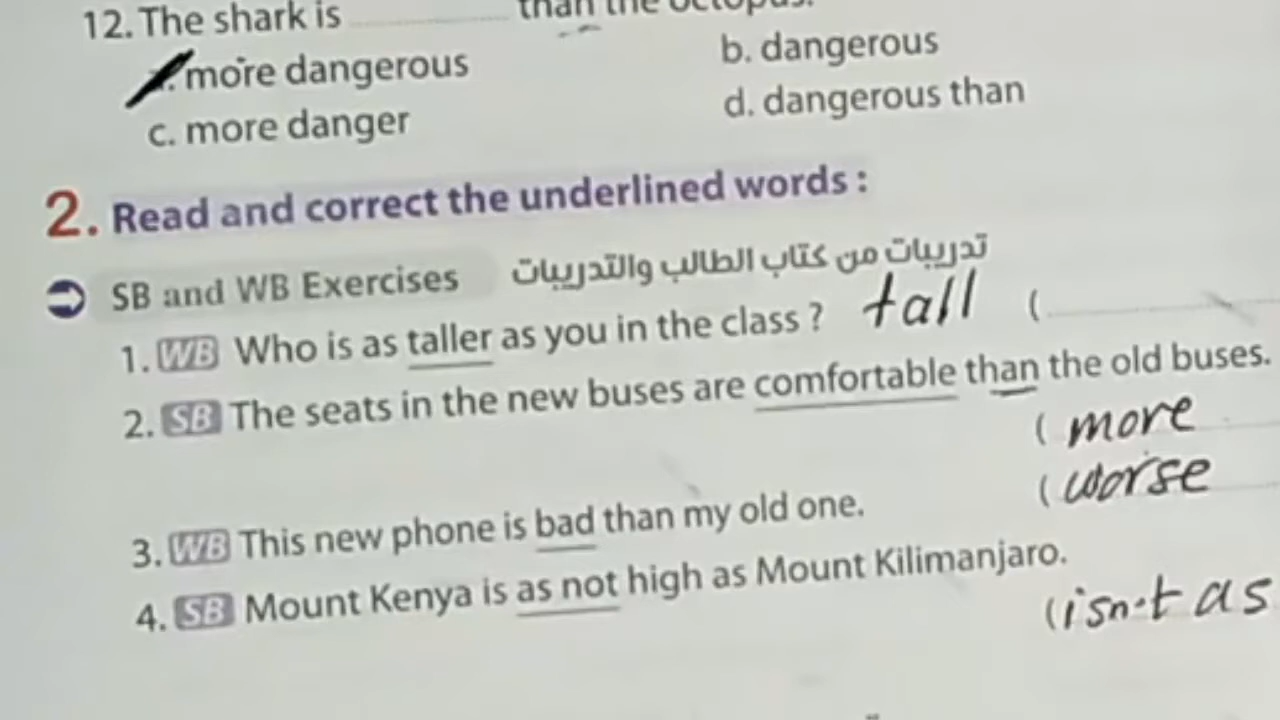 12. The shark is than the octopus.
more dangerous b. dangerous
c. more danger d. dangerous than
2. Read and correct the underlined words :
SB and WB Exercises تدريبات من كتاب الطالب والتدريبات
1. WB Who is as taller as you in the class ? tall (
2. SB The seats in the new buses are comfortable than the old buses.
( more
( worse
3. WB This new phone is bad than my old one.
4. SB Mount Kenya is as not high as Mount Kilimanjaro.
(isn't as